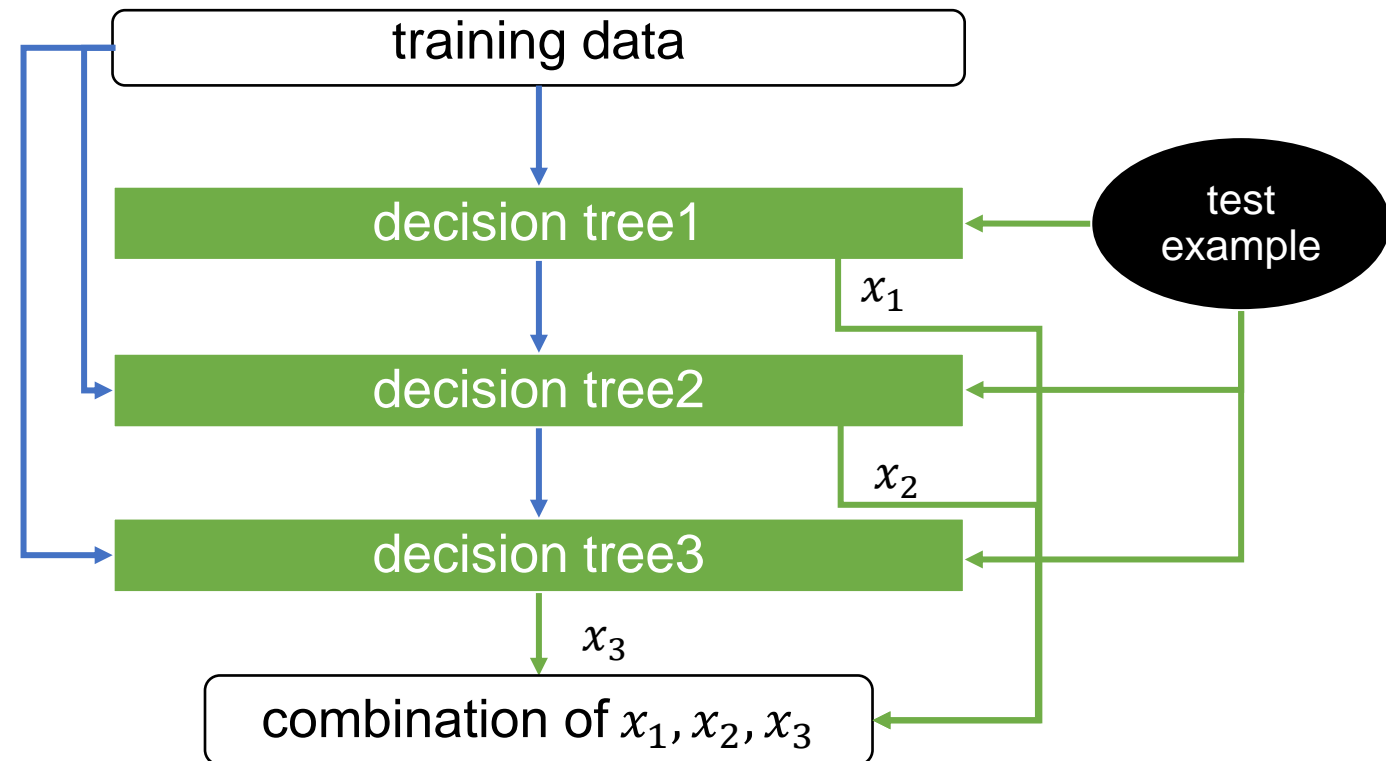 training data
decision tree1
test
example
x₁
decision tree2
x₂
decision tree3
x₃
combination of x₁, x₂, x₃